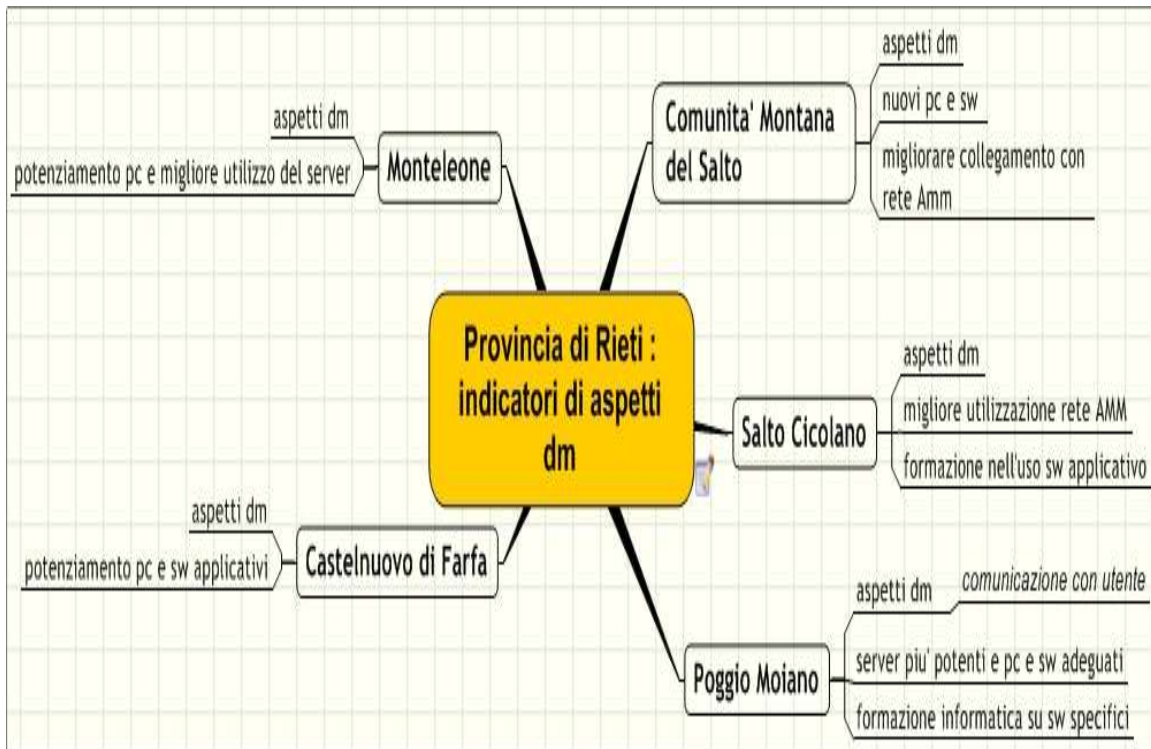 Provincia di Rieti :
indicatori di aspetti
dm
Comunita' Montana
del Salto
aspetti dm
nuovi pc e sw
migliorare collegamento con
rete Amm
Salto Cicolano
aspetti dm
migliore utilizzazione rete AMM
formazione nell'uso sw applicativo
Poggio Moiano
aspetti dm
comunicazione con utente
server piu' potenti e pc e sw adeguati
formazione informatica su sw specifici
Castelnuovo di Farfa
aspetti dm
potenziamento pc e sw applicativi
Monteleone
aspetti dm
potenziamento pc e migliore utilizzo del server